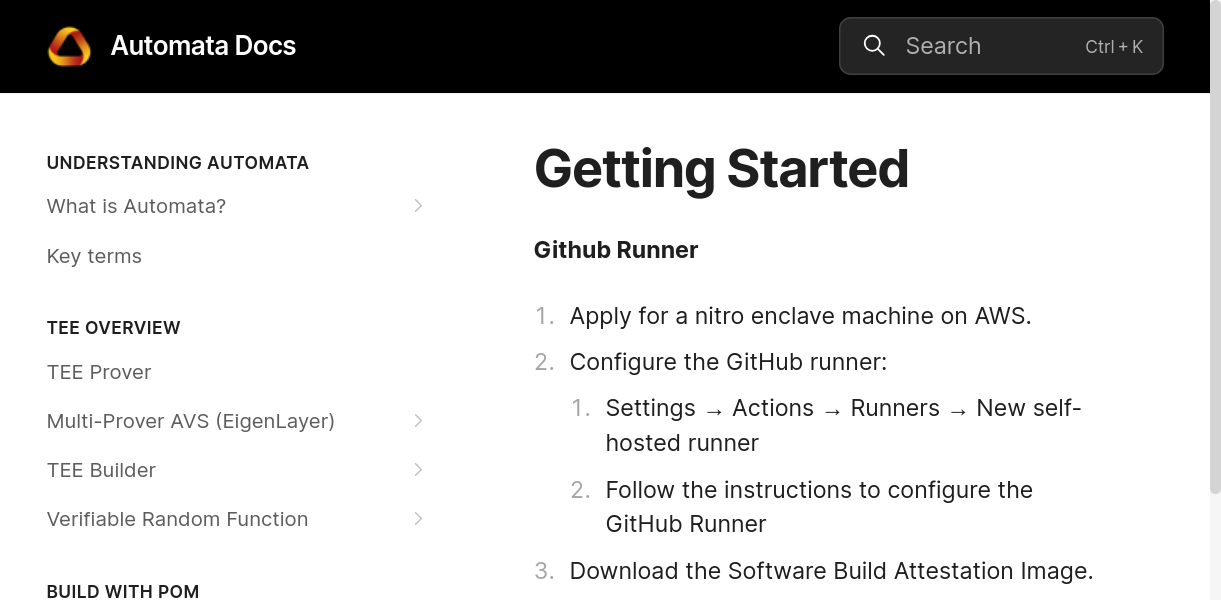 Automata Docs
Search
Ctrl + K
UNDERSTANDING AUTOMATA
What is Automata?
Key terms
TEE OVERVIEW
TEE Prover
Multi-Prover AVS (EigenLayer)
TEE Builder
Verifiable Random Function
BUILD WITH POM
Getting Started
Github Runner
1. Apply for a nitro enclave machine on AWS.
2. Configure the GitHub runner:
1. Settings → Actions → Runners → New self-
hosted runner
2. Follow the instructions to configure the
GitHub Runner
3. Download the Software Build Attestation Image.